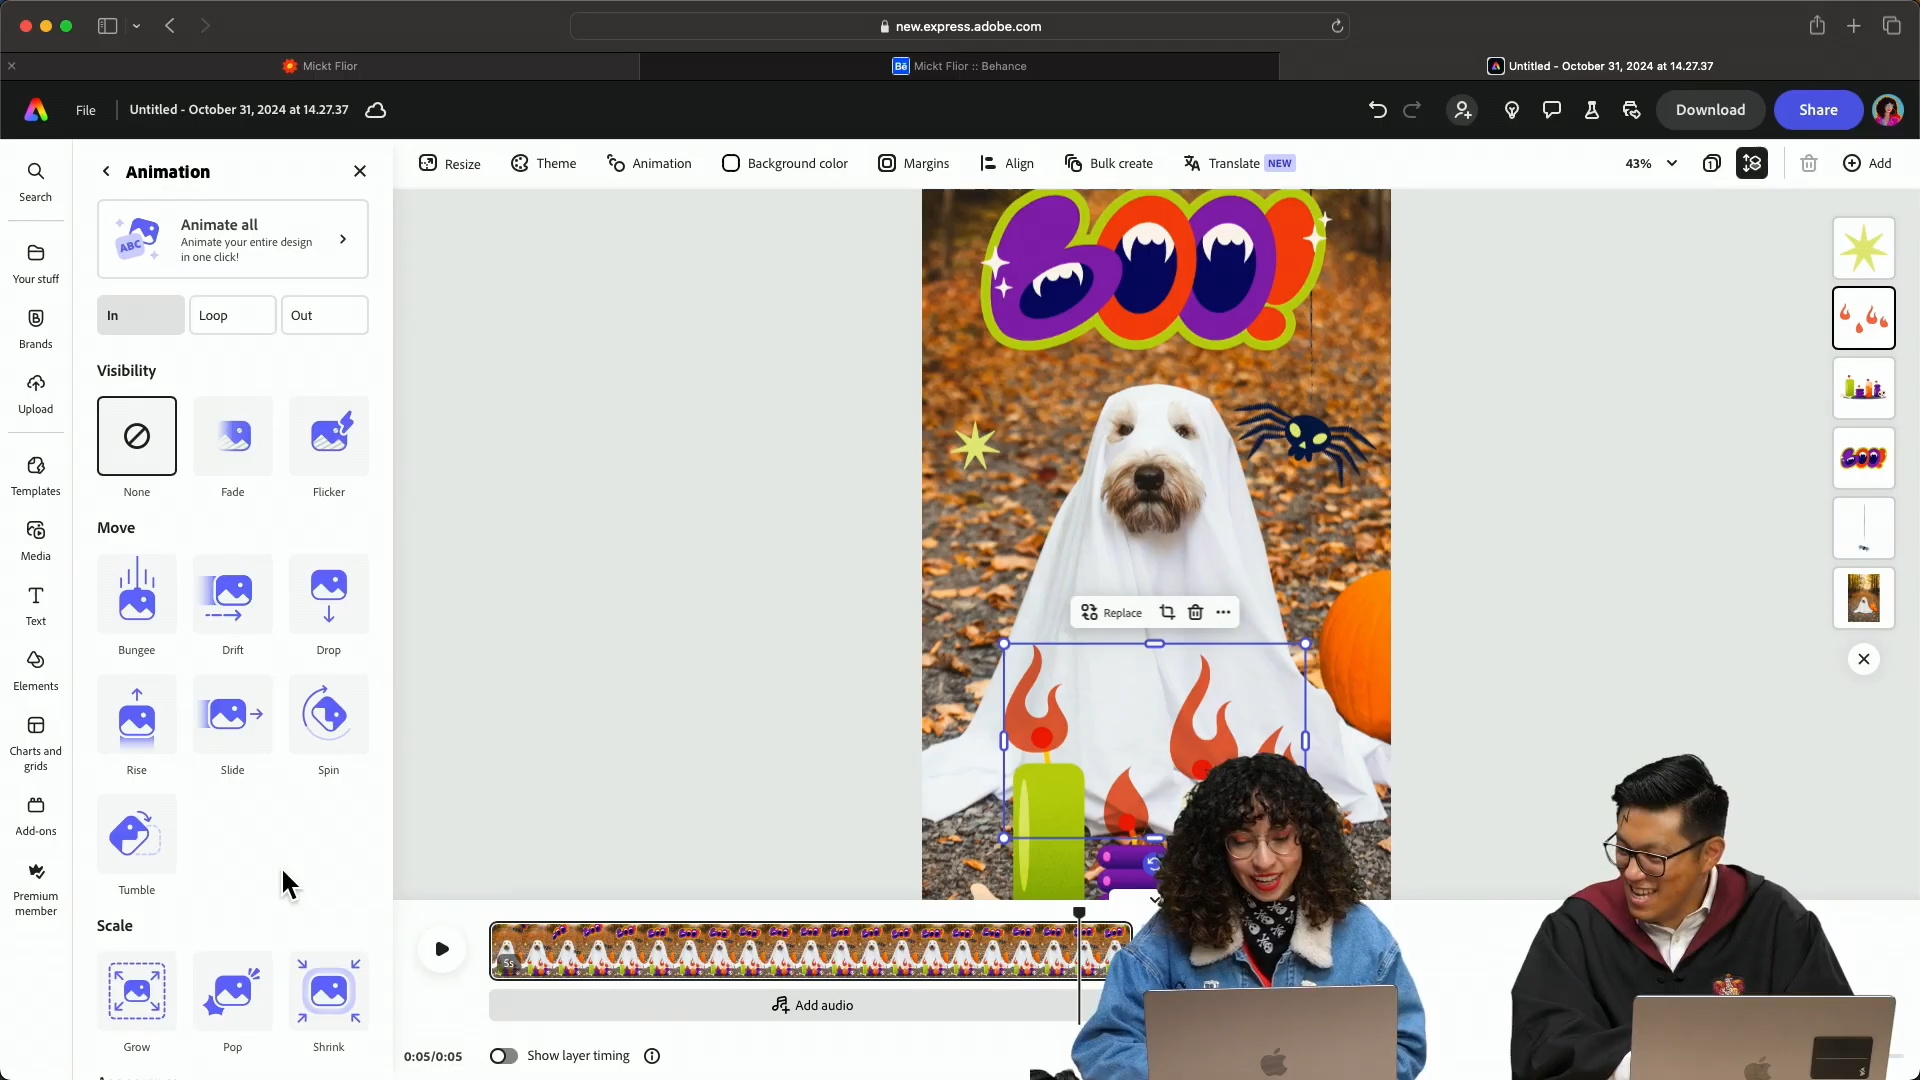 new.express.adobe.com
Mickt Flior
Bē Mickt Flior :: Behance
Untitled - October 31, 2024 at 14.27.37
File
Untitled - October 31, 2024 at 14.27.37
Download
Share
Search
Your stuff
Brands
Upload
Templates
Media
Text
Elements
Charts and
grids
Add-ons
Premium
member
Animation
ABC
Animate all
Animate your entire design
in one click!
In
Loop
Out
Visibility
None
Fade
Flicker
Move
Bungee
Drift
Drop
Rise
Slide
Spin
Tumble
Scale
Grow
Pop
Shrink
Resize
Theme
Animation
Background color
Margins
Align
Bulk create
Translate NEW
43%
1
Add
BOO!
Replace
5s
Add audio
0:05/0:05
Show layer timing